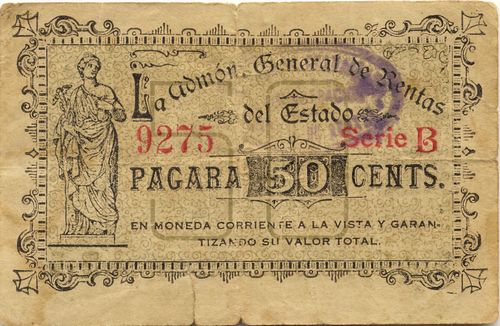 La Admón. General de Rentas
del Estado
9275 Serie B
PAGARA 50 CENTS.
EN MONEDA CORRIENTE A LA VISTA Y GARAN-
TIZANDO SU VALOR TOTAL.